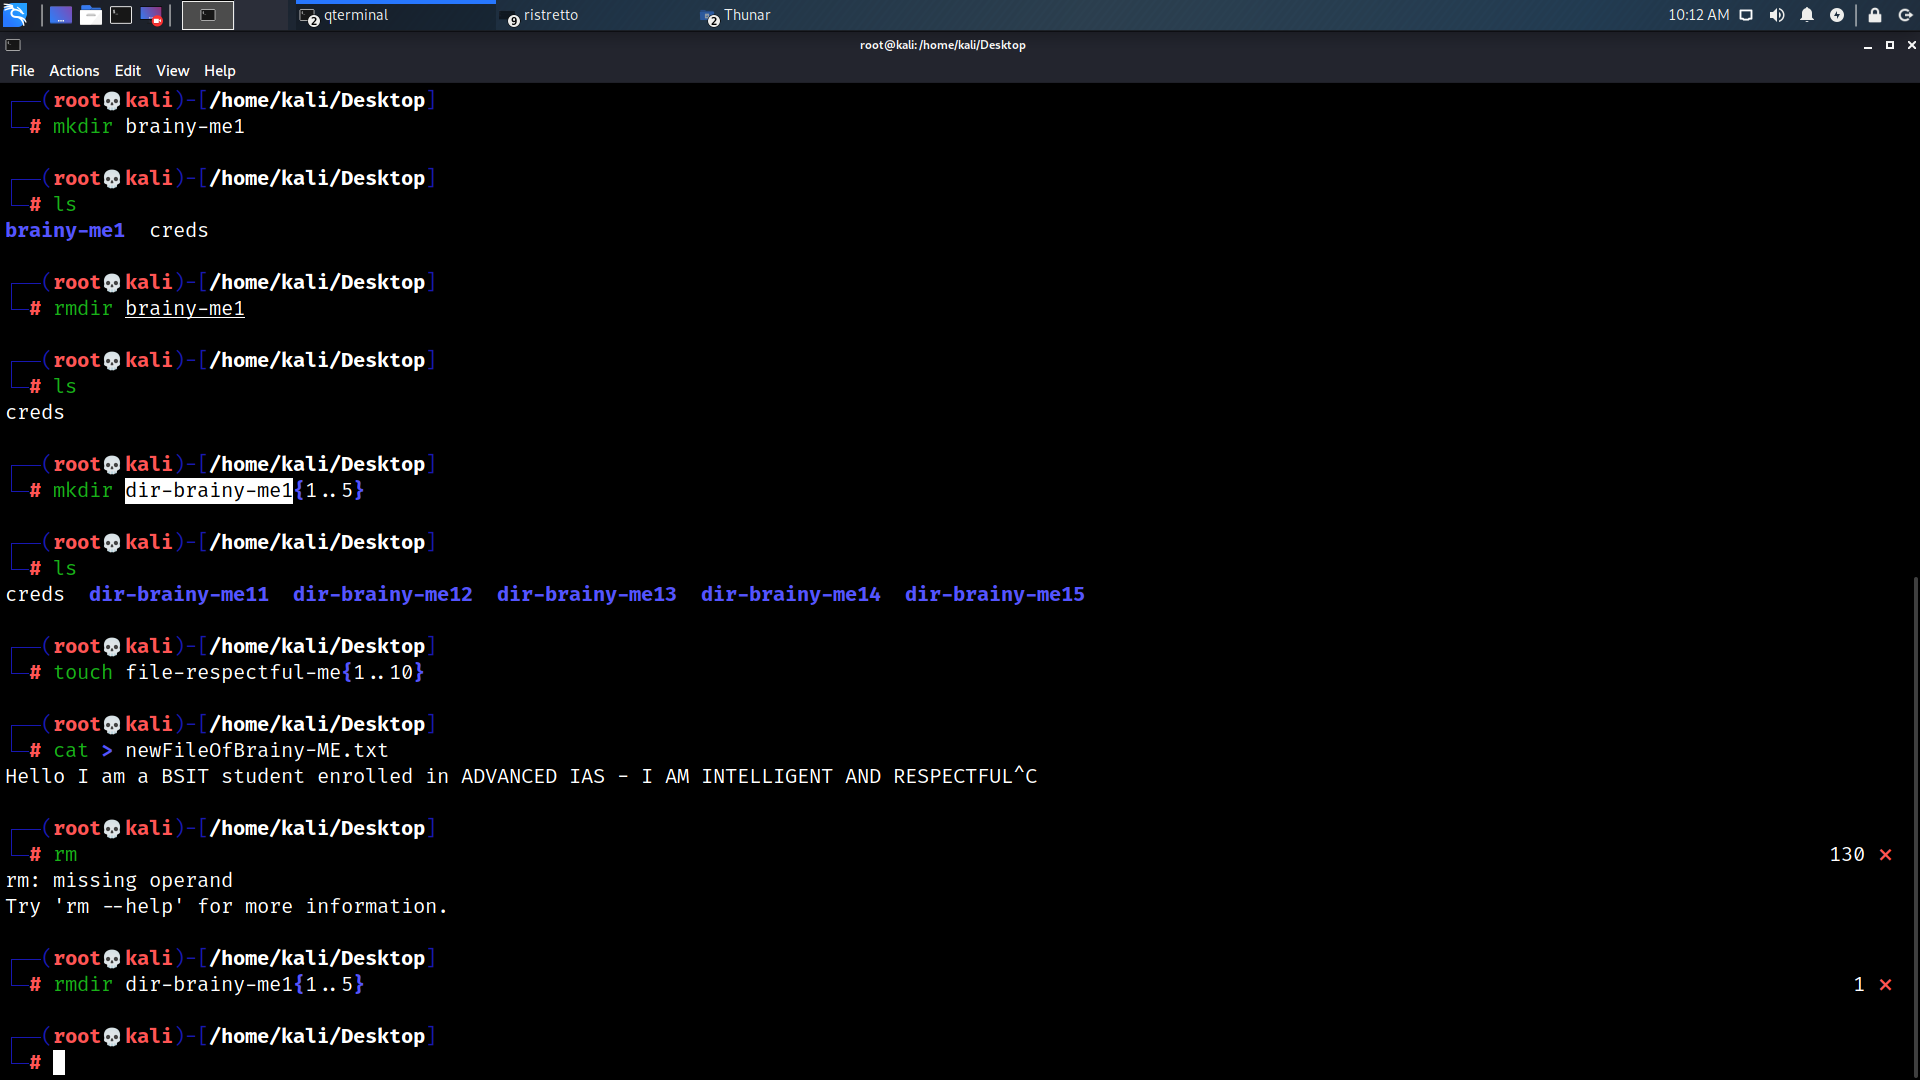 2 qterminal 9 ristretto 2 Thunar 10:12 AM
root@kali: /home/kali/Desktop
File Actions Edit View Help
(root💀kali)-[/home/kali/Desktop]
# mkdir brainy-me1
(root💀kali)-[/home/kali/Desktop]
# ls
brainy-me1 creds
(root💀kali)-[/home/kali/Desktop]
# rmdir brainy-me1
(root💀kali)-[/home/kali/Desktop]
# ls
creds
(root💀kali)-[/home/kali/Desktop]
# mkdir dir-brainy-me1{1..5}
(root💀kali)-[/home/kali/Desktop]
# ls
creds dir-brainy-me11 dir-brainy-me12 dir-brainy-me13 dir-brainy-me14 dir-brainy-me15
(root💀kali)-[/home/kali/Desktop]
# touch file-respectful-me{1..10}
(root💀kali)-[/home/kali/Desktop]
# cat > newFileOfBrainy-ME.txt
Hello I am a BSIT student enrolled in ADVANCED IAS - I AM INTELLIGENT AND RESPECTFUL^C
(root💀kali)-[/home/kali/Desktop]
# rm 130 ⨯
rm: missing operand
Try 'rm --help' for more information.
(root💀kali)-[/home/kali/Desktop]
# rmdir dir-brainy-me1{1..5} 1 ⨯
(root💀kali)-[/home/kali/Desktop]
#